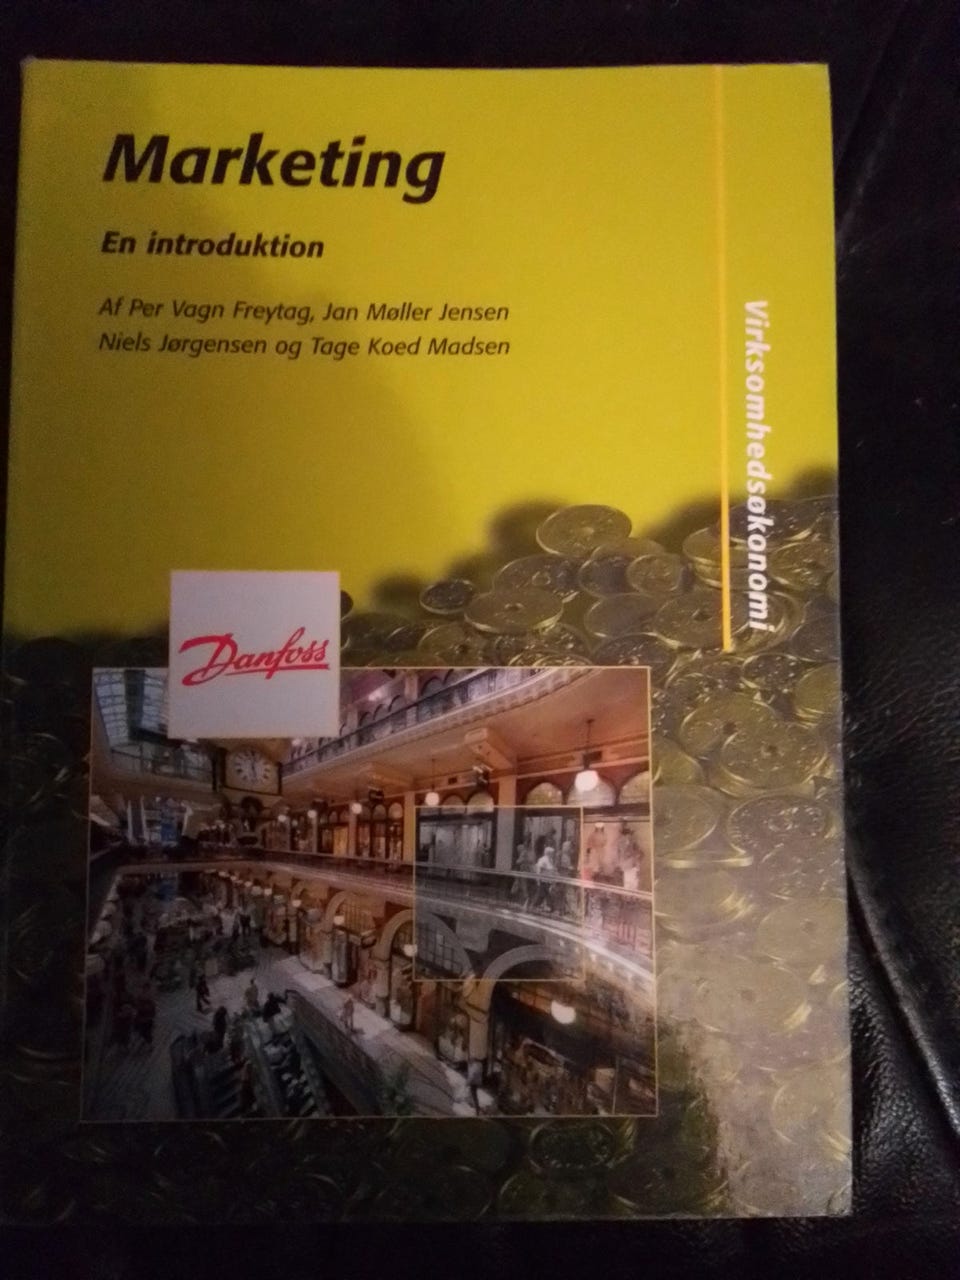 Marketing
En introduktion
Af Per Vagn Freytag, Jan Møller Jensen
Niels Jørgensen og Tage Koed Madsen
Virksomhedsøkonomi
Danfoss